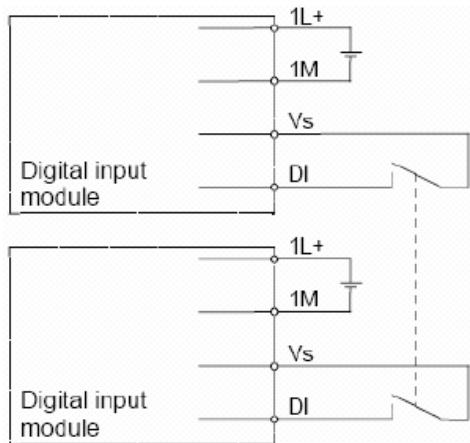 1L+
1M
Vs
DI
Digital input
module
1L+
1M
Vs
DI
Digital input
module